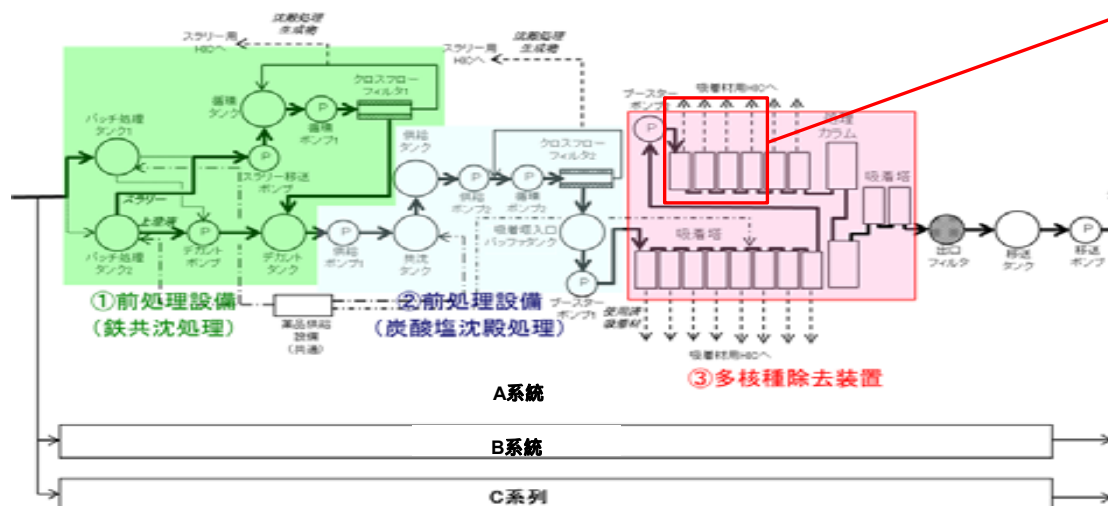 沈殿処理
生成物
スラリー用
HICへ
沈殿処理
生成物
スラリー用
HICへ
クロスフロー
フィルタ1
循環
タンク
P
循環
ポンプ1
バッチ処理
タンク1
P
スラリー移送
ポンプ
スラリー
上澄液
バッチ処理
タンク2
P
デカント
ポンプ
デカント
タンク
P
供給
ポンプ1
共沈
タンク
供給
タンク
P
供給
ポンプ2
P
循環
ポンプ2
クロスフロー
フィルタ2
吸着塔入口
バッファタンク
P
ブースター
ポンプ1
ブースター
P
吸着材用HICへ
処理
カラム
吸着塔
吸着塔
使用済
吸着材
吸着材用HICへ
出口
フィルタ
移送
タンク
P
移送
ポンプ
薬品供給
設備
(共通)
①前処理設備
(鉄共沈処理)
②前処理設備
(炭酸塩沈殿処理)
③多核種除去装置
A系統
B系統
C系列